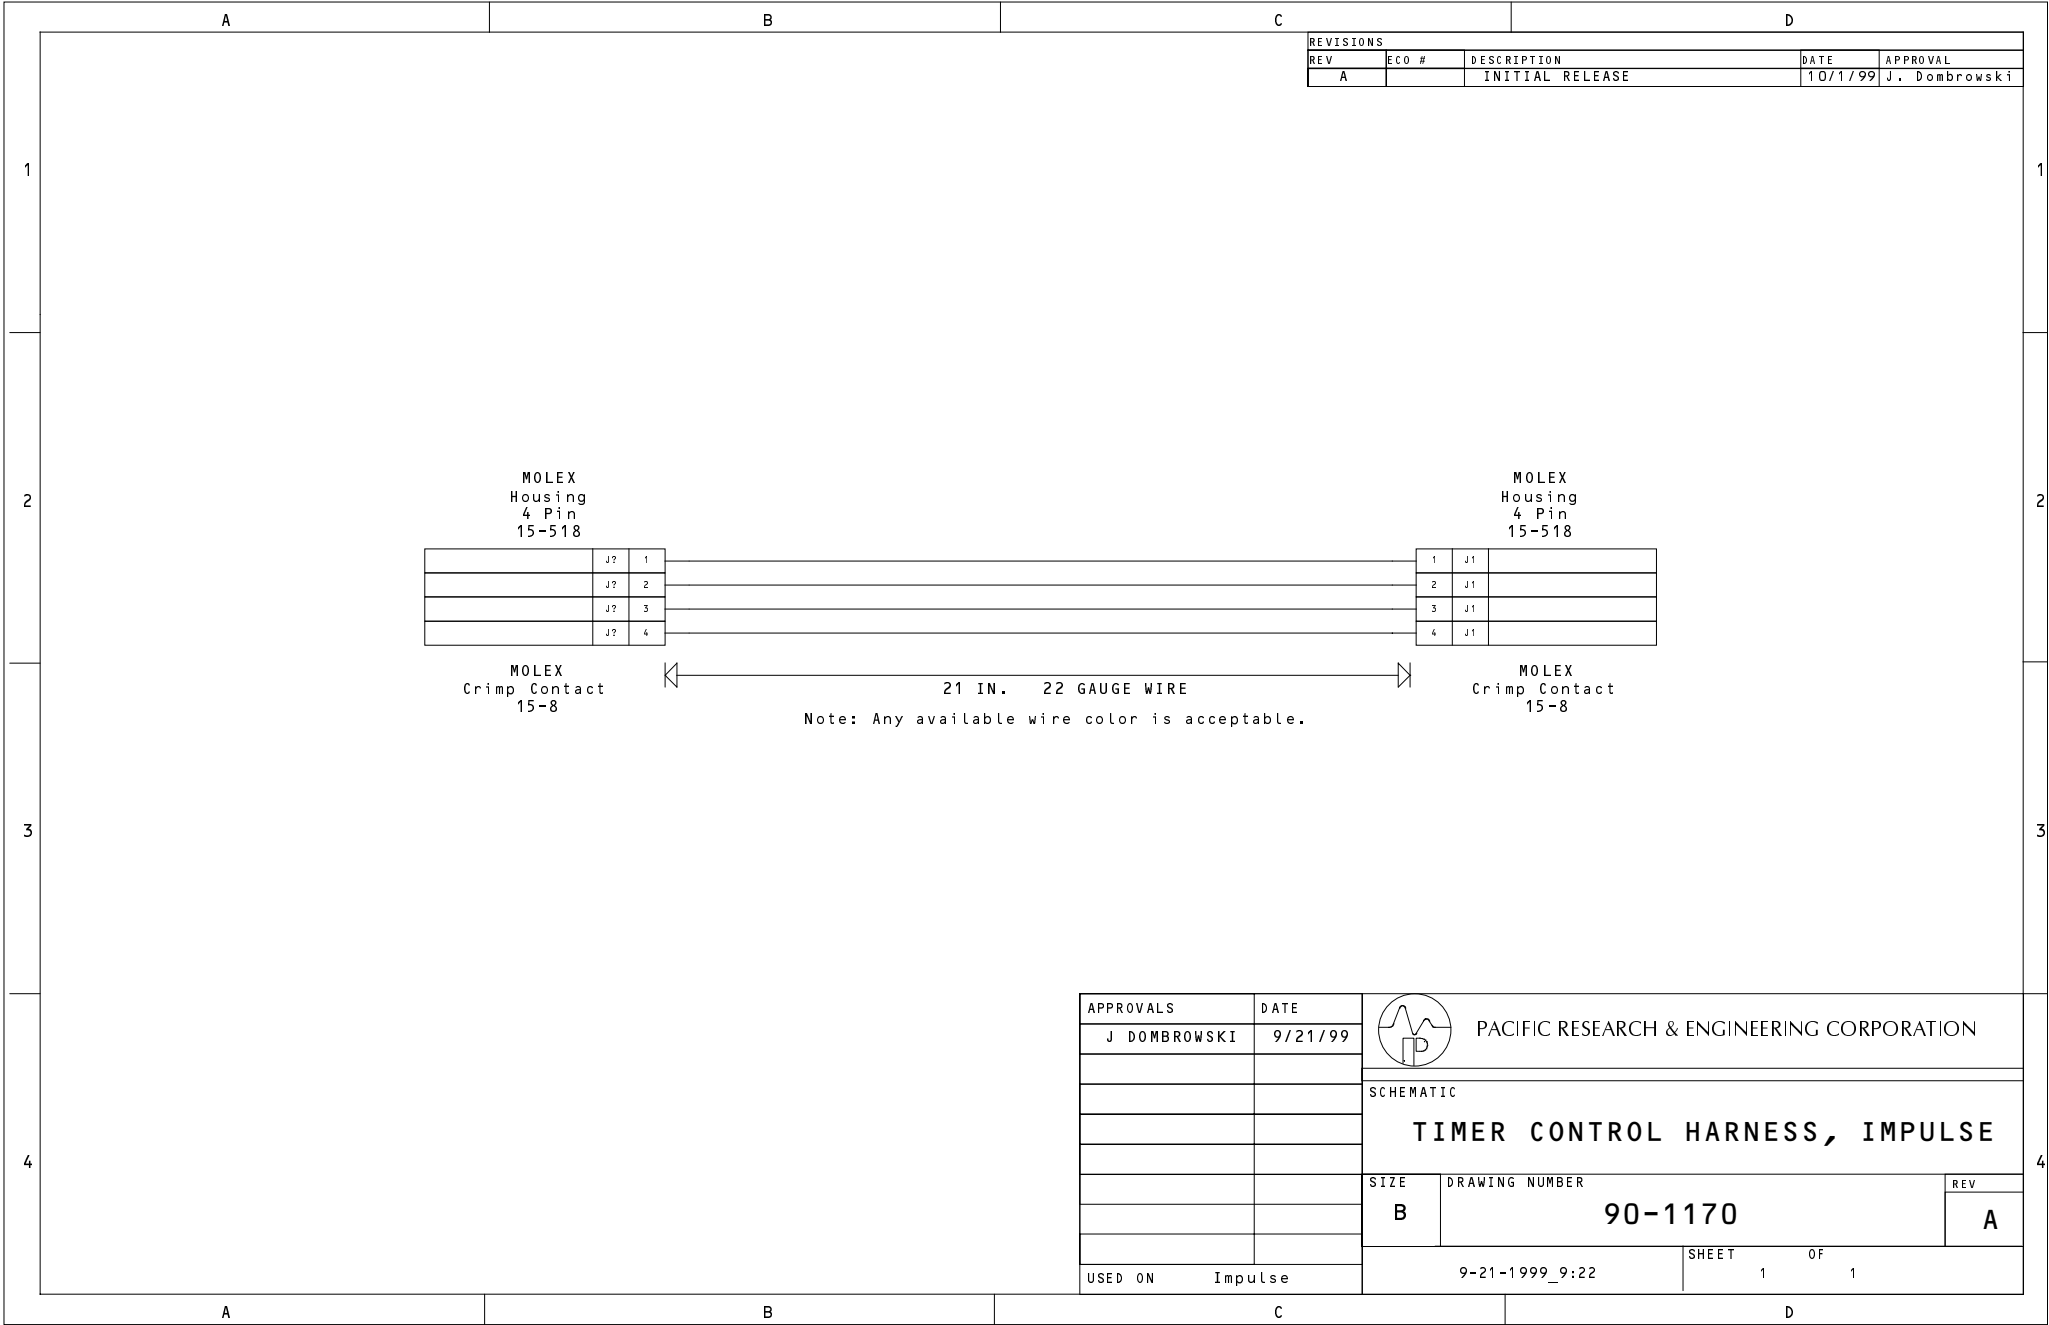 A B C D
REVISIONS
REV ECO # DESCRIPTION DATE APPROVAL
A INITIAL RELEASE 10/1/99 J. Dombrowski
1 1
2 2
MOLEX
Housing
4 Pin
15-518
MOLEX
Housing
4 Pin
15-518
J? 1 1 J1
J? 2 2 J1
J? 3 3 J1
J? 4 4 J1
MOLEX
Crimp Contact
15-8
21 IN. 22 GAUGE WIRE
Note: Any available wire color is acceptable.
MOLEX
Crimp Contact
15-8
3 3
APPROVALS DATE
J DOMBROWSKI 9/21/99
PACIFIC RESEARCH & ENGINEERING CORPORATION
SCHEMATIC
TIMER CONTROL HARNESS, IMPULSE
4 4
SIZE DRAWING NUMBER REV
B 90-1170 A
SHEET OF
9-21-1999_9:22 1 1
USED ON Impulse
A B C D